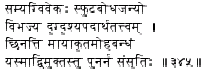 सम्यग्विवेकः स्फुटबोधजन्यो
विभज्य दृग्दृश्यपदार्थतत्त्वम् ।
छिनत्ति मायाकृतमोहबन्धं
यस्माद्विमुक्तस्तु पुनर्न संसृतिः ॥ ३४५ ॥